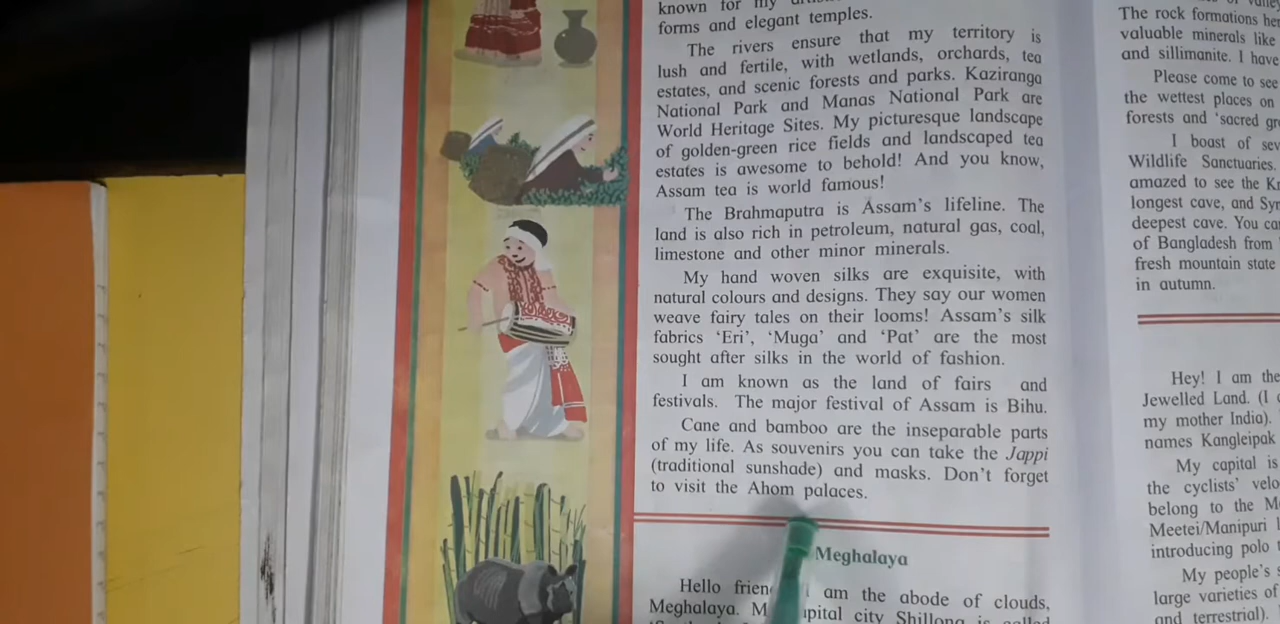 known for my
forms and elegant temples.
The rivers ensure that my territory is
lush and fertile, with wetlands, orchards, tea
estates, and scenic forests and parks. Kaziranga
National Park and Manas National Park are
World Heritage Sites. My picturesque landscape
of golden-green rice fields and landscaped tea
estates is awesome to behold! And you know,
Assam tea is world famous!
The Brahmaputra is Assam's lifeline. The
land is also rich in petroleum, natural gas, coal,
limestone and other minor minerals.
My hand woven silks are exquisite, with
natural colours and designs. They say our women
weave fairy tales on their looms! Assam's silk
fabrics 'Eri', 'Muga' and 'Pat' are the most
sought after silks in the world of fashion.
I am known as the land of fairs and
festivals. The major festival of Assam is Bihu.
Cane and bamboo are the inseparable parts
of my life. As souvenirs you can take the Jappi
(traditional sunshade) and masks. Don't forget
to visit the Ahom palaces.
Meghalaya
Hello am the abode of clouds,
Meghalaya. city Shillong is called
The rock formations
valuable minerals like
and sillimanite. I have
Please come to see
the wettest places on
forests and 'sacred
I boast of
Wildlife Sanctuaries.
amazed to see the
longest cave, and
deepest cave. You
of Bangladesh from
fresh mountain state
in autumn.
Hey! I am the
Jewelled Land. (I
my mother India).
names Kangleipak
My capital is
the cyclists'
belong to the
Meetei/Manipuri
introducing polo
My people's
large varieties of
and terrestrial).